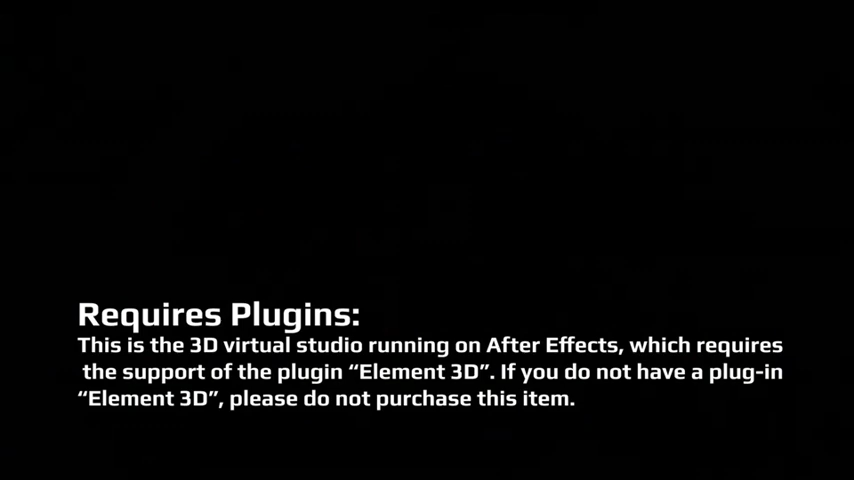 Requires Plugins:
This is the 3D virtual studio running on After Effects, which requires
the support of the plugin “Element 3D”. If you do not have a plug-in
“Element 3D”, please do not purchase this item.